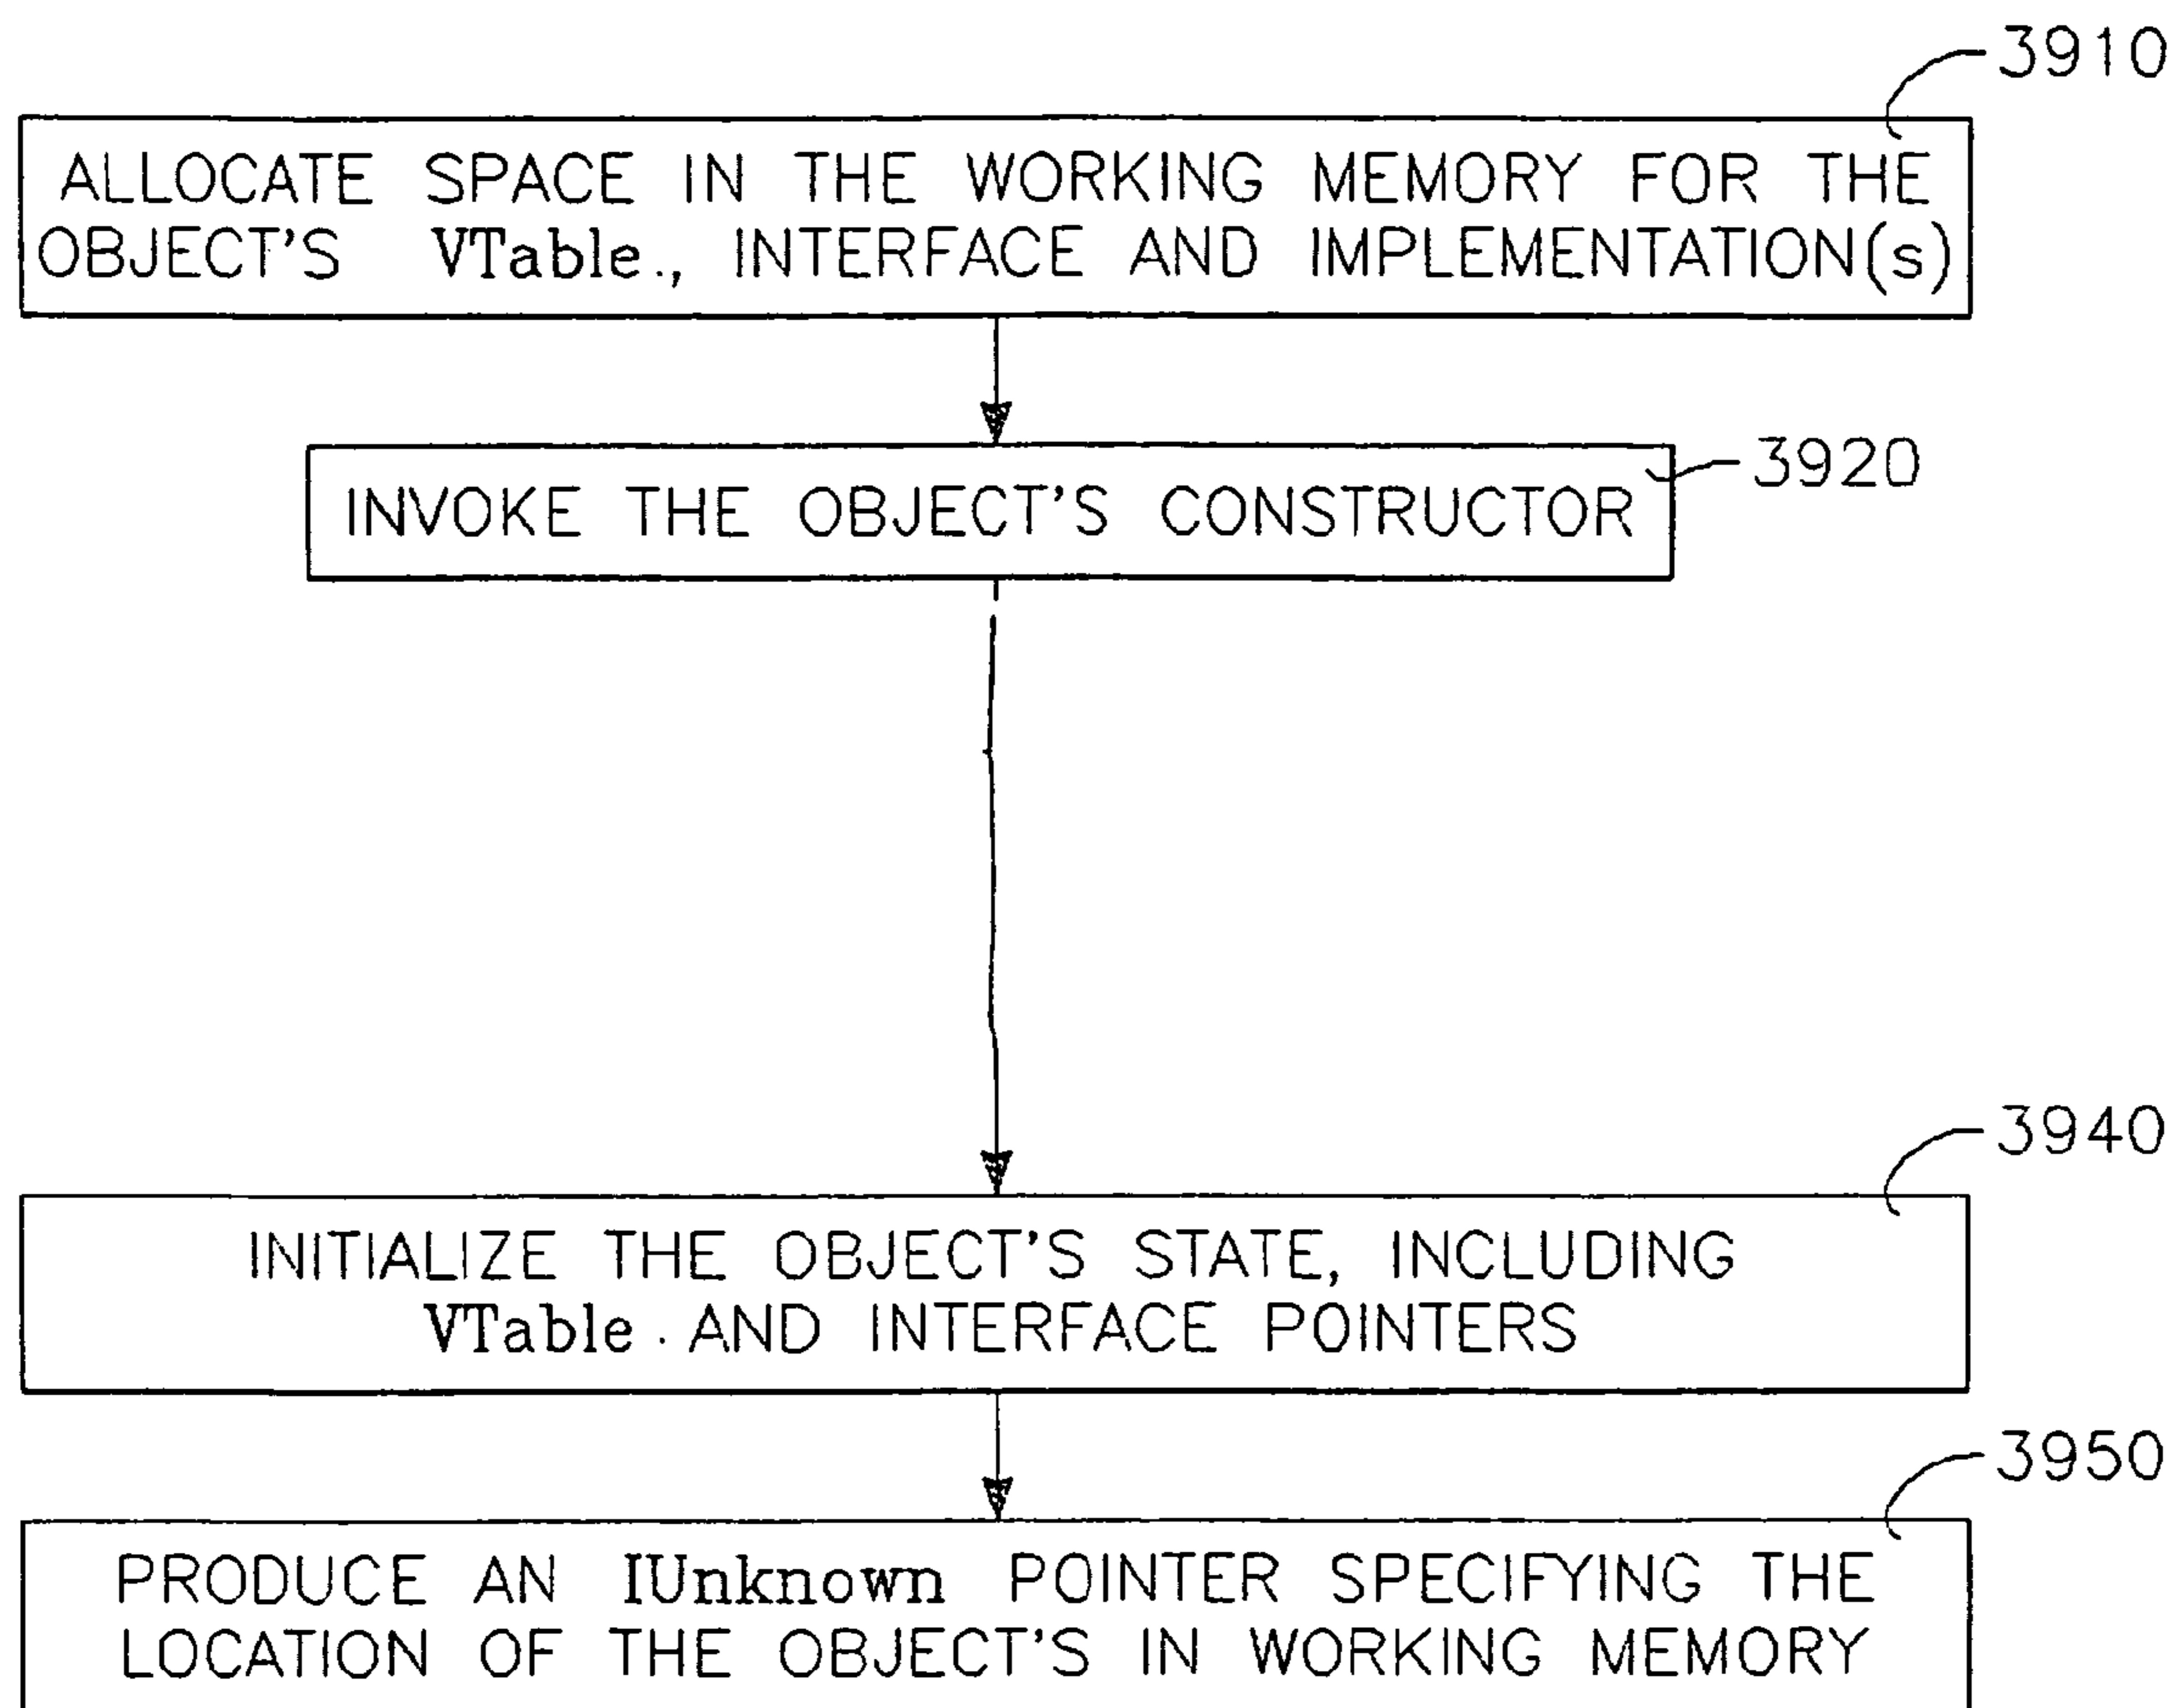 3910
ALLOCATE SPACE IN THE WORKING MEMORY FOR THE
OBJECT'S VTable., INTERFACE AND IMPLEMENTATION(s)
3920
INVOKE THE OBJECT'S CONSTRUCTOR
3940
INITIALIZE THE OBJECT'S STATE, INCLUDING
VTable . AND INTERFACE POINTERS
3950
PRODUCE AN IUnknown POINTER SPECIFYING THE
LOCATION OF THE OBJECT'S IN WORKING MEMORY